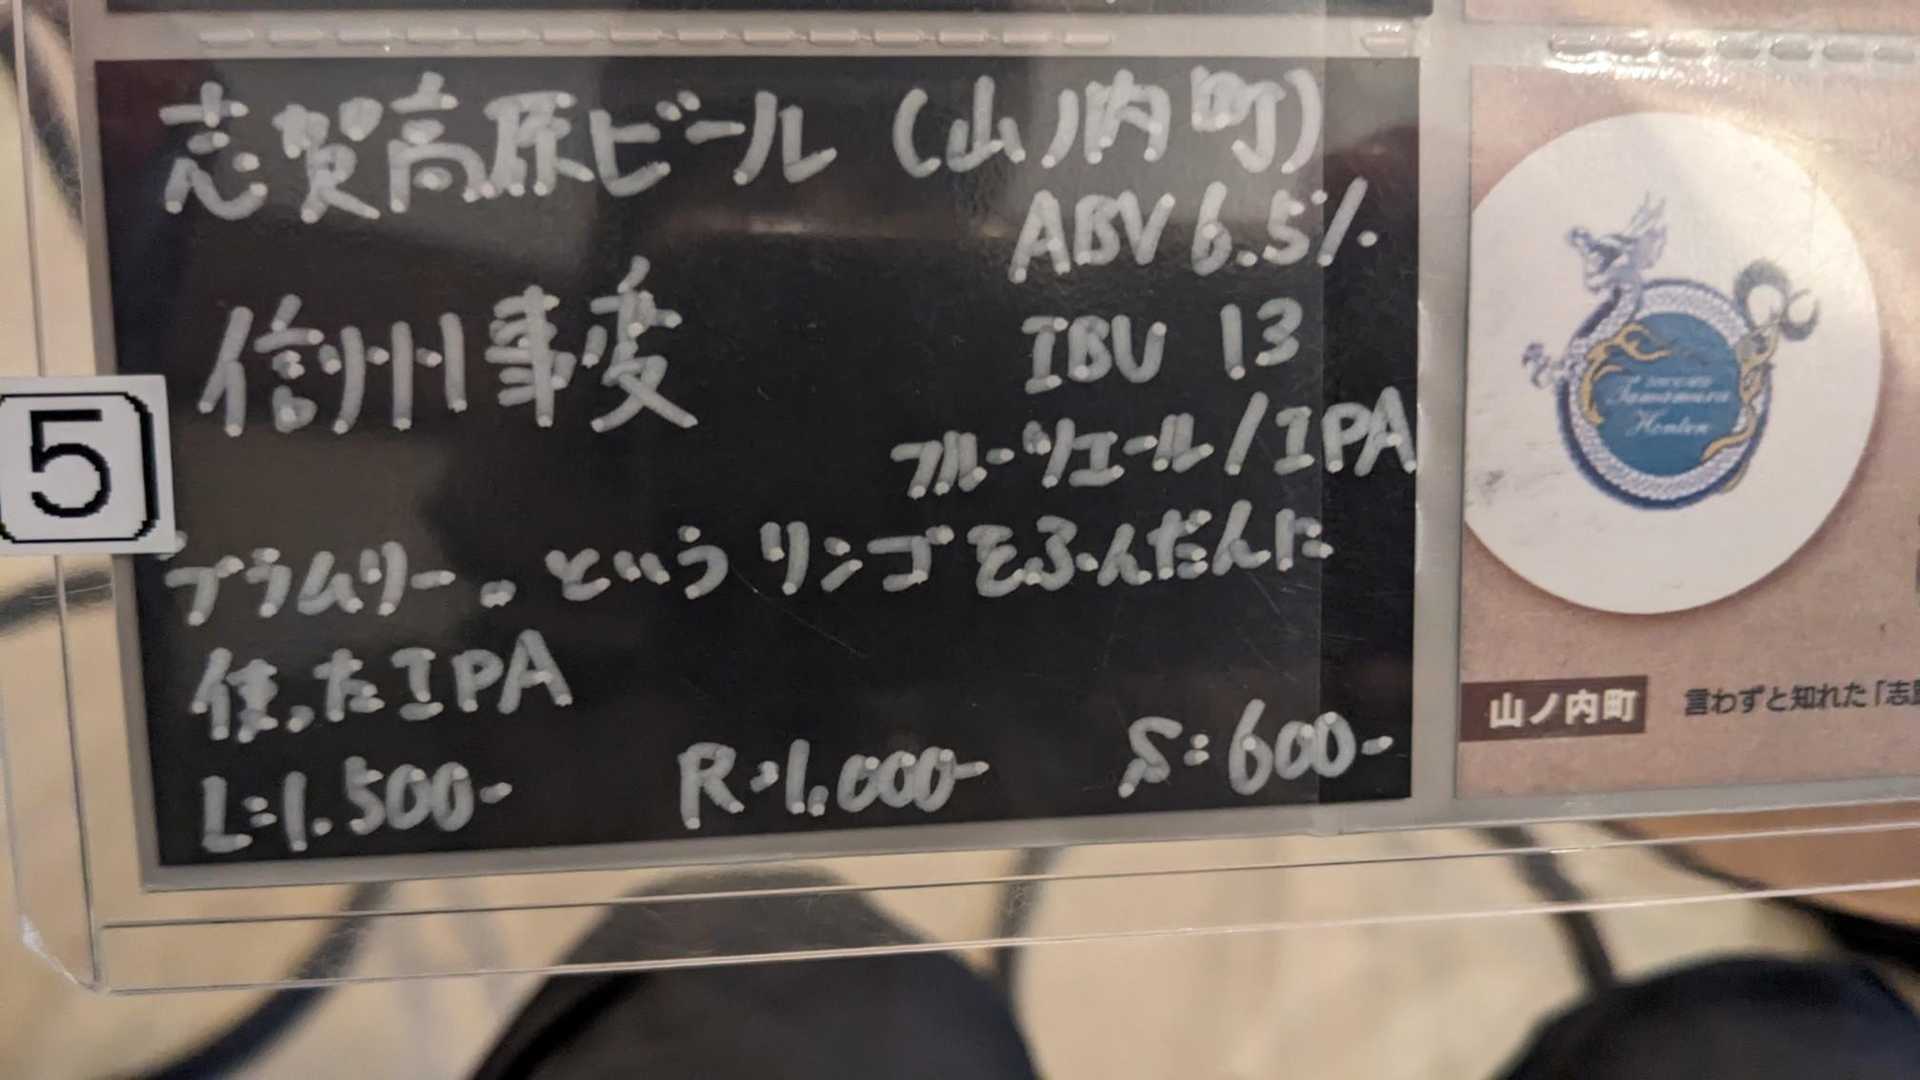 志賀高原ビール（山ノ内町）
ABV 6.5%
信州事変
IBU 13
フルーツエール/IPA
5
ブラムリー。というリンゴをふんだんに
使ったIPA
L=1.500- R=1.000- S=600-
Tamamura
Honten
山ノ内町 言わずと知れた「志